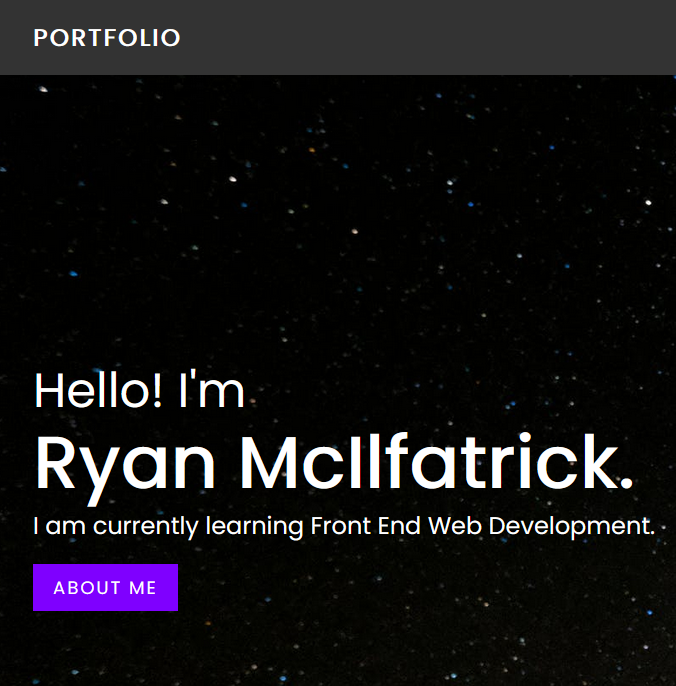 PORTFOLIO
Hello! I'm
Ryan McIlfatrick.
I am currently learning Front End Web Development.
ABOUT ME